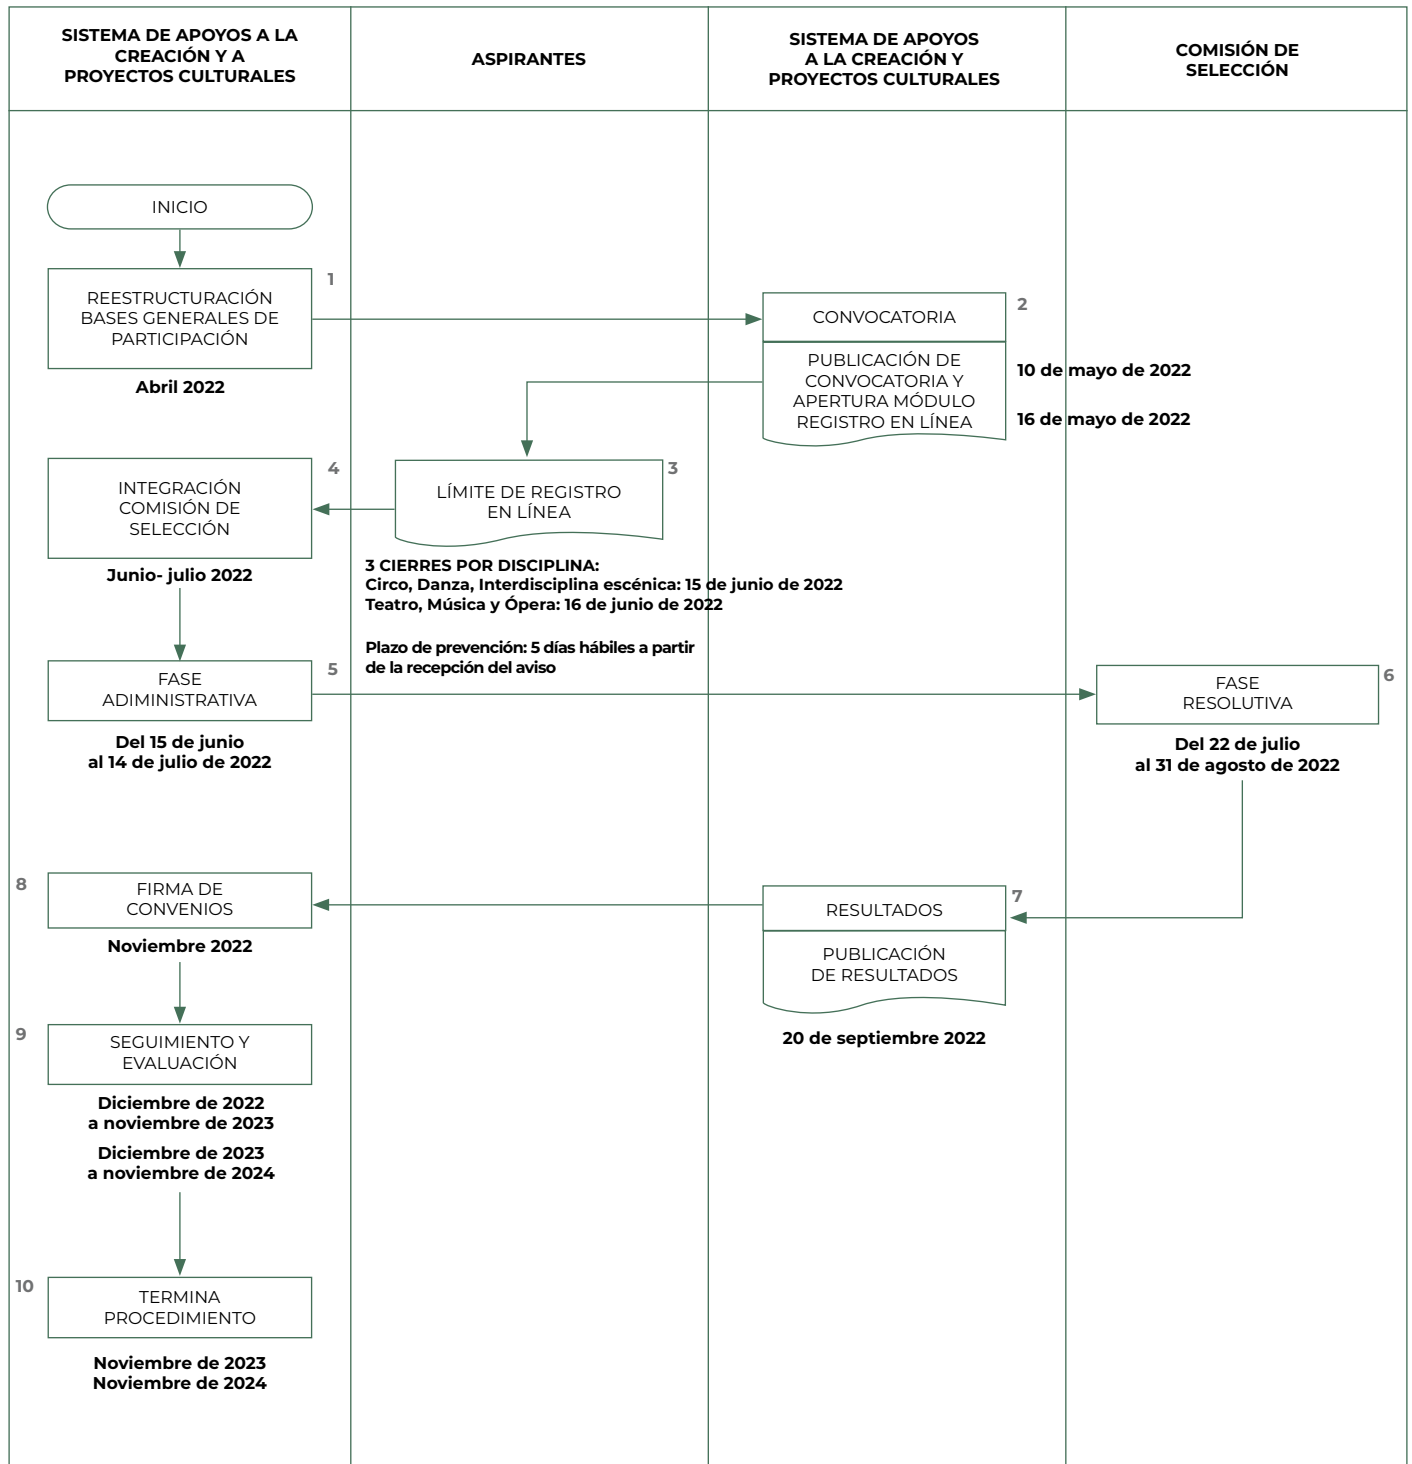 SISTEMA DE APOYOS A LA
CREACIÓN Y A
PROYECTOS CULTURALES
ASPIRANTES
SISTEMA DE APOYOS
A LA CREACIÓN Y
PROYECTOS CULTURALES
COMISIÓN DE
SELECCIÓN
INICIO
1
REESTRUCTURACIÓN
BASES GENERALES DE
PARTICIPACIÓN
Abril 2022
2
CONVOCATORIA
PUBLICACIÓN DE
CONVOCATORIA Y
APERTURA MÓDULO
REGISTRO EN LÍNEA
10 de mayo de 2022
16 de mayo de 2022
3
LÍMITE DE REGISTRO
EN LÍNEA
3 CIERRES POR DISCIPLINA:
Circo, Danza, Interdisciplina escénica: 15 de junio de 2022
Teatro, Música y Ópera: 16 de junio de 2022
Plazo de prevención: 5 días hábiles a partir
de la recepción del aviso
4
INTEGRACIÓN
COMISIÓN DE
SELECCIÓN
Junio- julio 2022
5
FASE
ADIMINISTRATIVA
Del 15 de junio
al 14 de julio de 2022
6
FASE
RESOLUTIVA
Del 22 de julio
al 31 de agosto de 2022
7
RESULTADOS
PUBLICACIÓN
DE RESULTADOS
20 de septiembre 2022
8
FIRMA DE
CONVENIOS
Noviembre 2022
9
SEGUIMIENTO Y
EVALUACIÓN
Diciembre de 2022
a noviembre de 2023
Diciembre de 2023
a noviembre de 2024
10
TERMINA
PROCEDIMIENTO
Noviembre de 2023
Noviembre de 2024